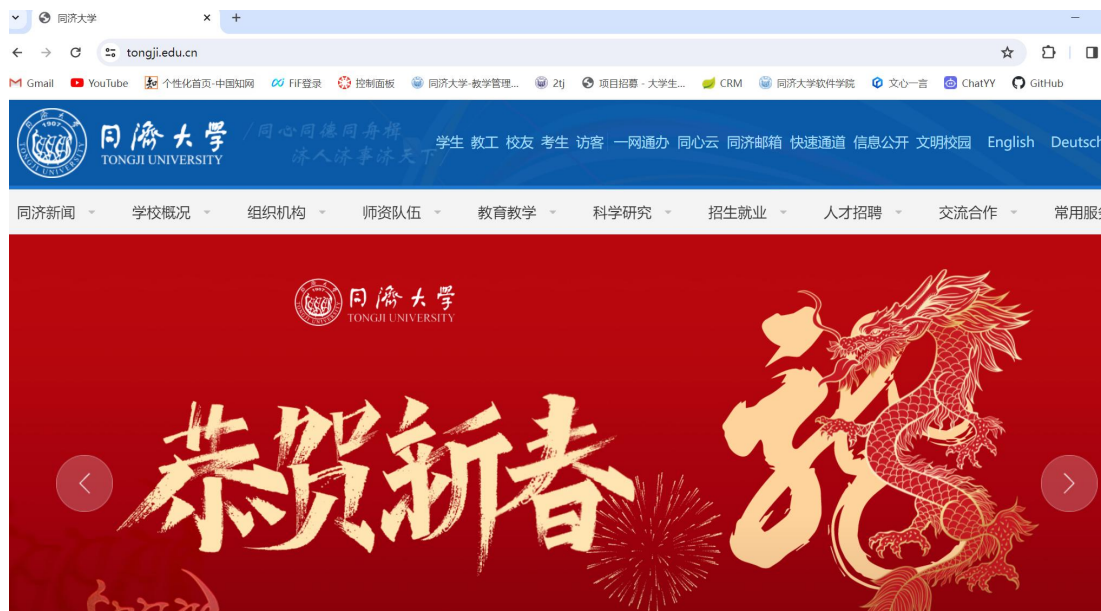 同济大学
tongji.edu.cn
Gmail YouTube 个性化首页-中国知网 FiF登录 控制面板 同济大学-教学管理... 2tj 项目招募 - 大学生... CRM 同济大学软件学院 文心一言 ChatYY GitHub
同濟大學 /同心同德同舟楫
TONGJI UNIVERSITY 济人济事济天下/
学生 教工 校友 考生 访客 一网通办 同心云 同济邮箱 快速通道 信息公开 文明校园 English Deutsch
同济新闻 学校概况 组织机构 师资队伍 教育教学 科学研究 招生就业 人才招聘 交流合作 常用服务
同濟大學
TONGJI UNIVERSITY
恭贺新春
龙